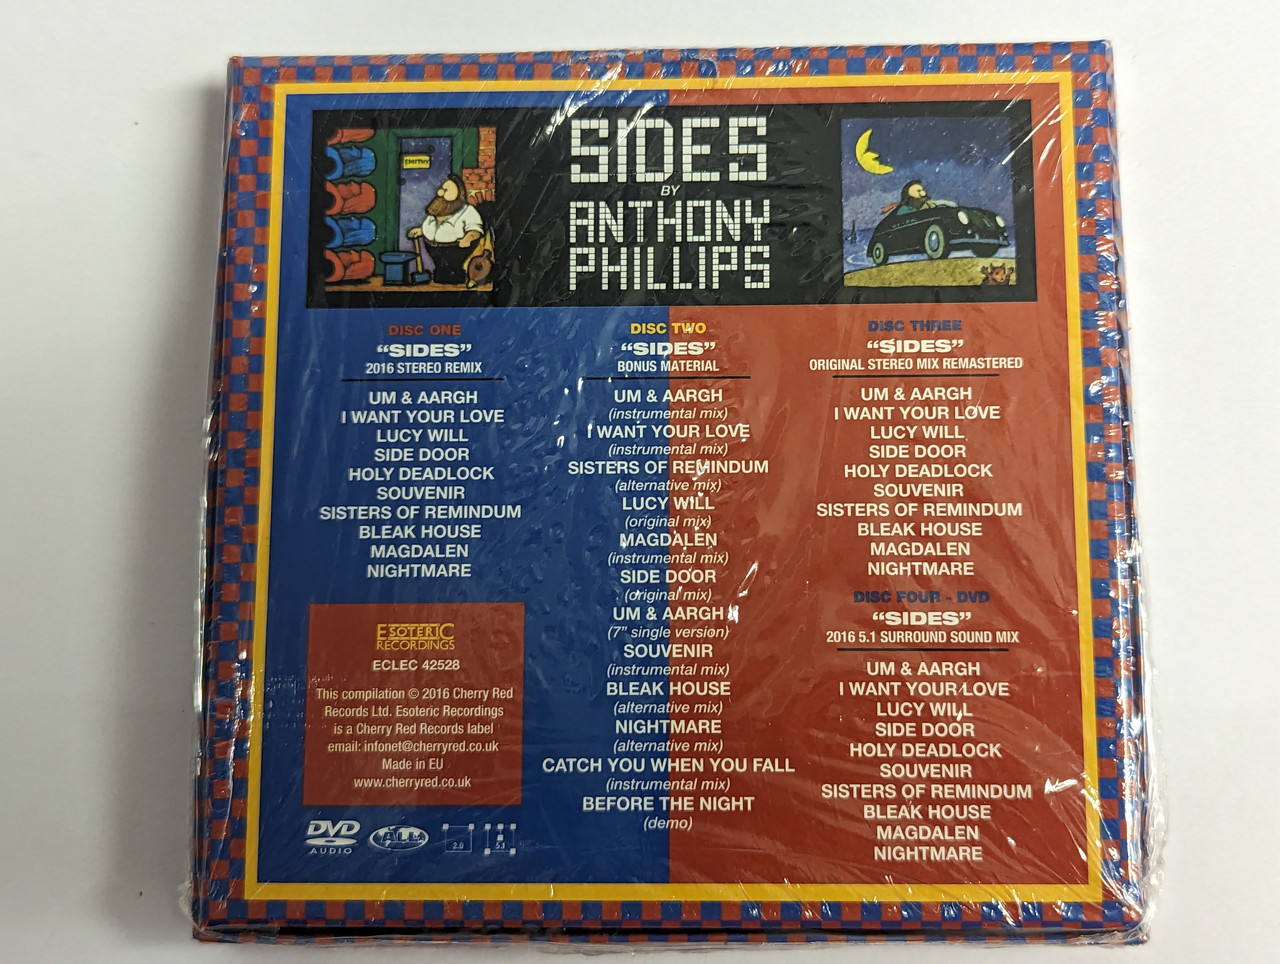 SMITHY
SIDES
BY
ANTHONY
PHILLIPS
DISC ONE
“SIDES”
2016 STEREO REMIX
UM & AARGH
I WANT YOUR LOVE
LUCY WILL
SIDE DOOR
HOLY DEADLOCK
SOUVENIR
SISTERS OF REMINDUM
BLEAK HOUSE
MAGDALEN
NIGHTMARE
ESOTERIC
RECORDINGS
ECLEC 42528
This compilation © 2016 Cherry Red
Records Ltd. Esoteric Recordings
is a Cherry Red Records label
email: infonet@cherryred.co.uk
Made in EU
www.cherryred.co.uk
DVD
AUDIO
ALL
2.0
5.1
DISC TWO
“SIDES”
BONUS MATERIAL
UM & AARGH
(instrumental mix)
I WANT YOUR LOVE
(instrumental mix)
SISTERS OF REMINDUM
(alternative mix)
LUCY WILL
(original mix)
MAGDALEN
(instrumental mix)
SIDE DOOR
(original mix)
UM & AARGH
(7” single version)
SOUVENIR
(instrumental mix)
BLEAK HOUSE
(alternative mix)
NIGHTMARE
(alternative mix)
CATCH YOU WHEN YOU FALL
(instrumental mix)
BEFORE THE NIGHT
(demo)
DISC THREE
“SIDES”
ORIGINAL STEREO MIX REMASTERED
UM & AARGH
I WANT YOUR LOVE
LUCY WILL
SIDE DOOR
HOLY DEADLOCK
SOUVENIR
SISTERS OF REMINDUM
BLEAK HOUSE
MAGDALEN
NIGHTMARE
DISC FOUR - DVD
“SIDES”
2016 5.1 SURROUND SOUND MIX
UM & AARGH
I WANT YOUR LOVE
LUCY WILL
SIDE DOOR
HOLY DEADLOCK
SOUVENIR
SISTERS OF REMINDUM
BLEAK HOUSE
MAGDALEN
NIGHTMARE